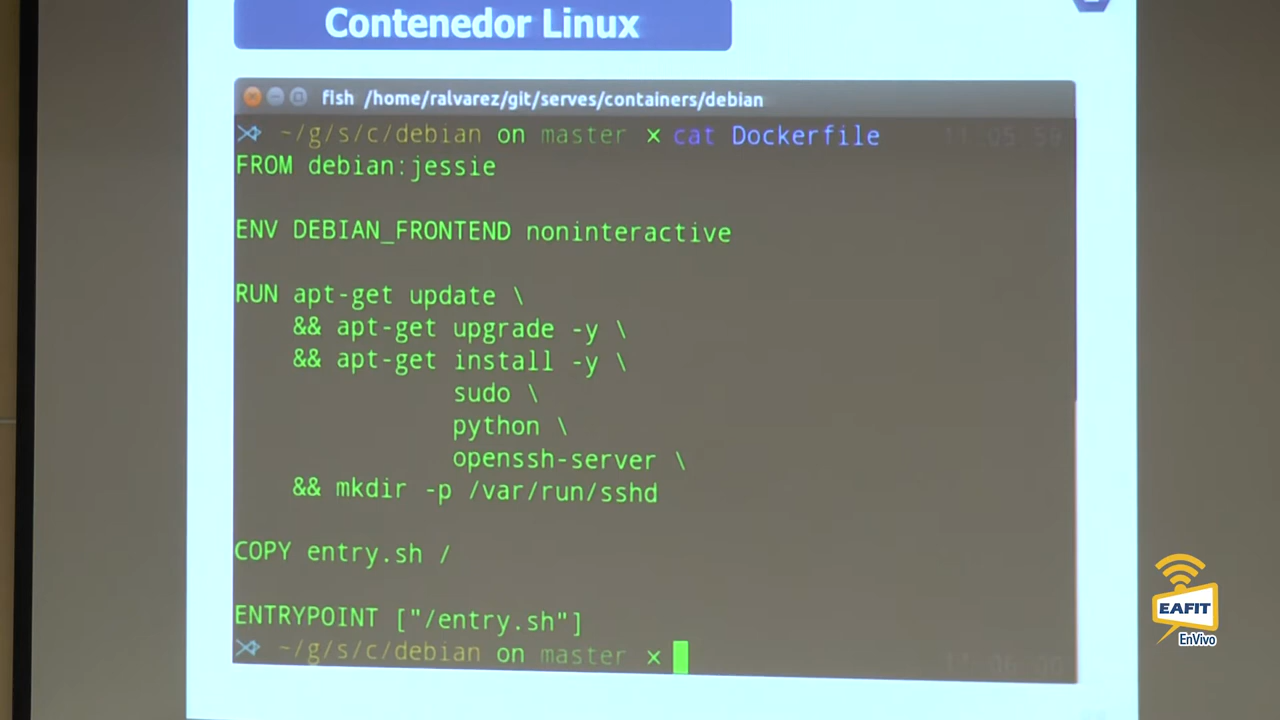 Contenedor Linux
fish /home/ralvarez/git/serves/containers/debian
~/g/s/c/debian on master × cat Dockerfile
FROM debian:jessie
ENV DEBIAN_FRONTEND noninteractive
RUN apt-get update \
&& apt-get upgrade -y \
&& apt-get install -y \
sudo \
python \
openssh-server \
&& mkdir -p /var/run/sshd
COPY entry.sh /
ENTRYPOINT ["/entry.sh"]
~/g/s/c/debian on master ×
EAFIT
EnVivo